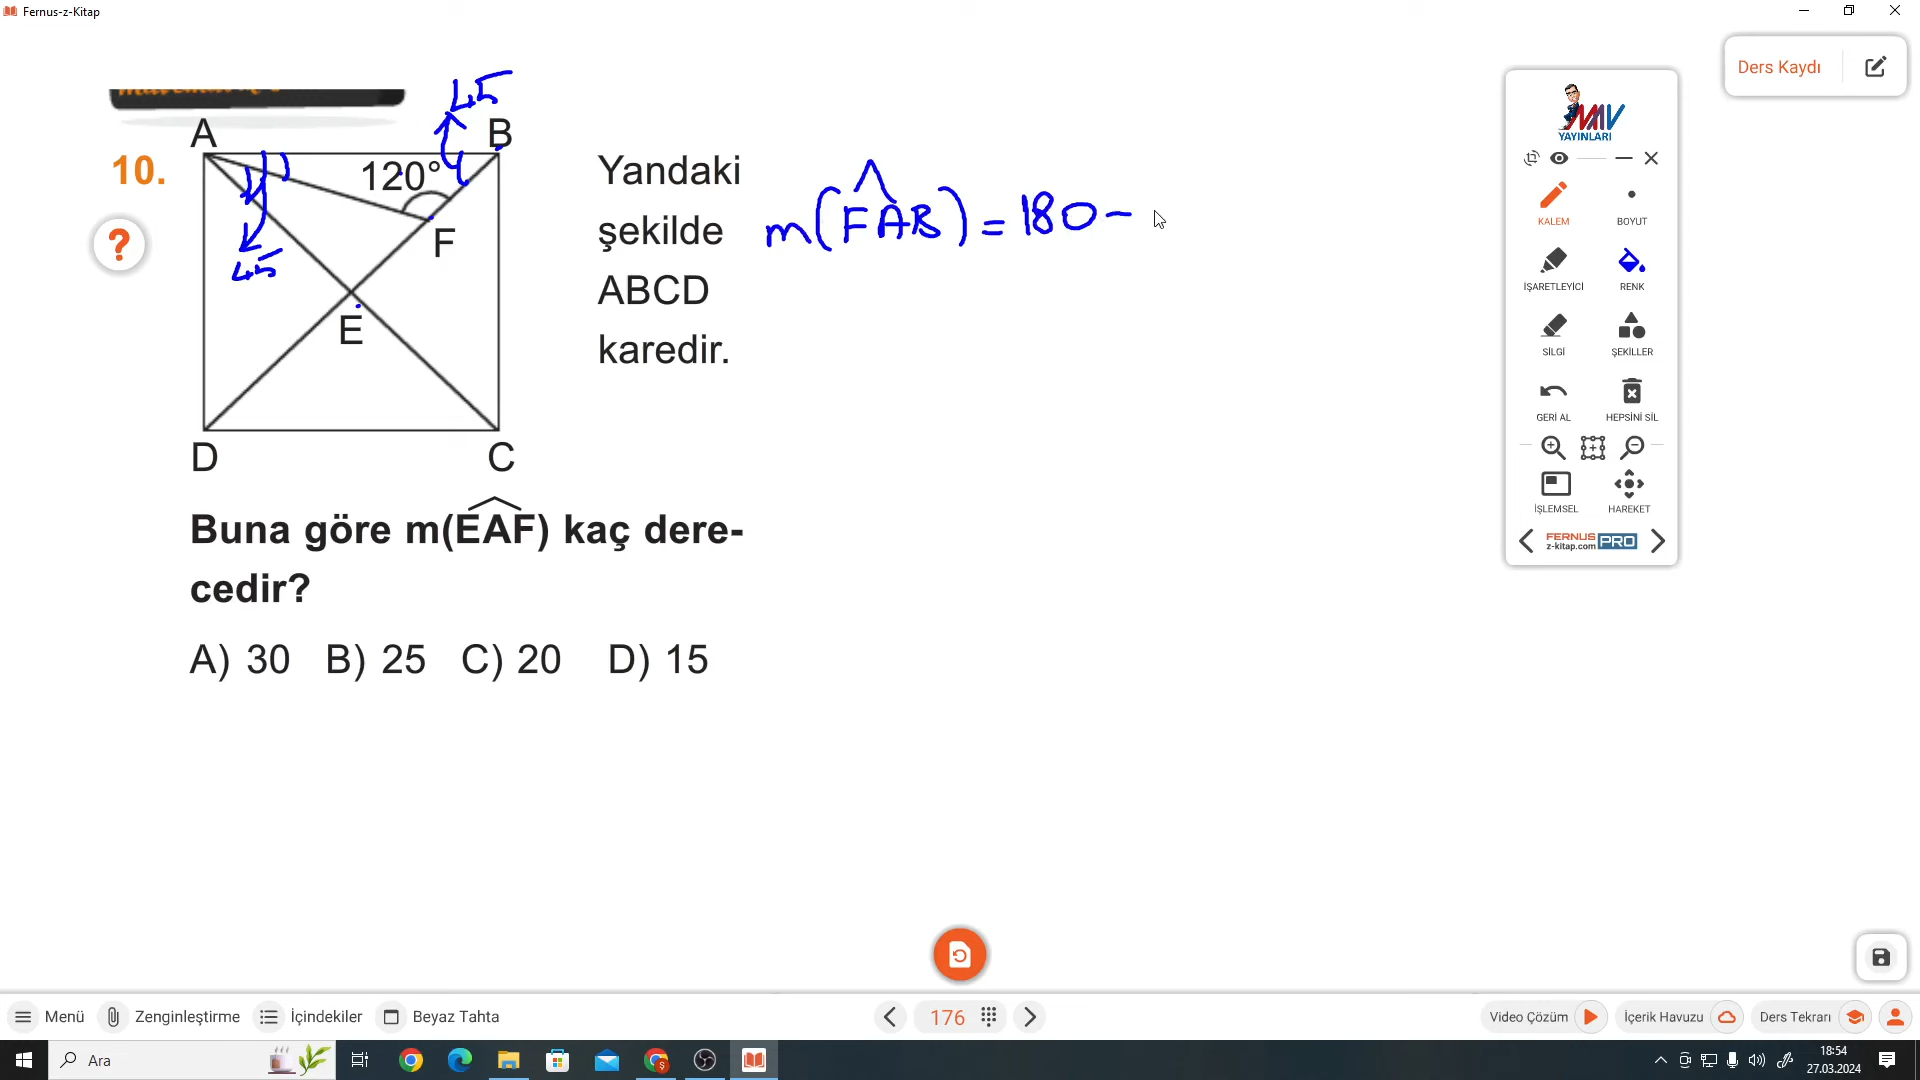 Fernus-z-Kitap
Ders Kaydı
10.
A
B
120°
F
E
D
C
45
45
Yandaki
şekilde
ABCD
karedir.
m(FAB) = 180 -
Buna göre m(EAF) kaç dere-
cedir?
A) 30 B) 25 C) 20 D) 15
MAV
YAYINLARI
KALEM
BOYUT
İŞARETLEYİCİ
RENK
SİLGİ
ŞEKİLLER
GERİ AL
HEPSİNİ SİL
İŞLEMSEL
HAREKET
FERNUS
z-kitap.com PRO
Menü
Zenginleştirme
İçindekiler
Beyaz Tahta
176
Video Çözüm
İçerik Havuzu
Ders Tekrarı
Ara
18:54
27.03.2024